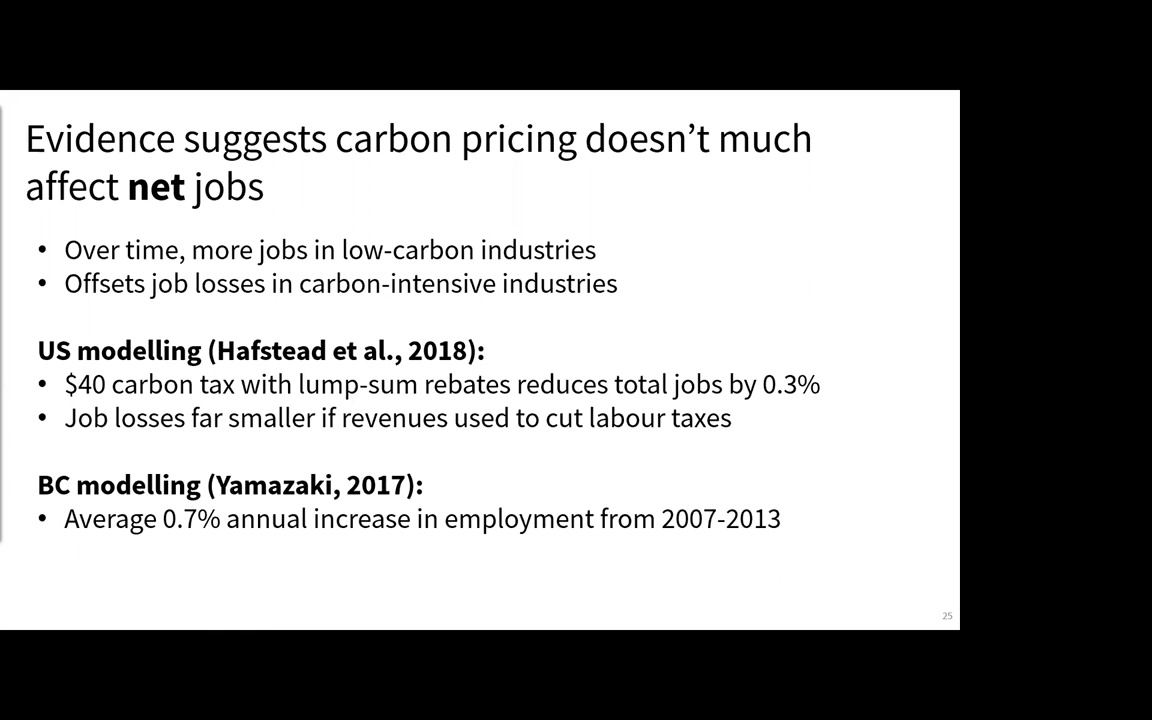 Evidence suggests carbon pricing doesn’t much
affect net jobs
• Over time, more jobs in low-carbon industries
• Offsets job losses in carbon-intensive industries
US modelling (Hafstead et al., 2018):
• $40 carbon tax with lump-sum rebates reduces total jobs by 0.3%
• Job losses far smaller if revenues used to cut labour taxes
BC modelling (Yamazaki, 2017):
• Average 0.7% annual increase in employment from 2007-2013
25